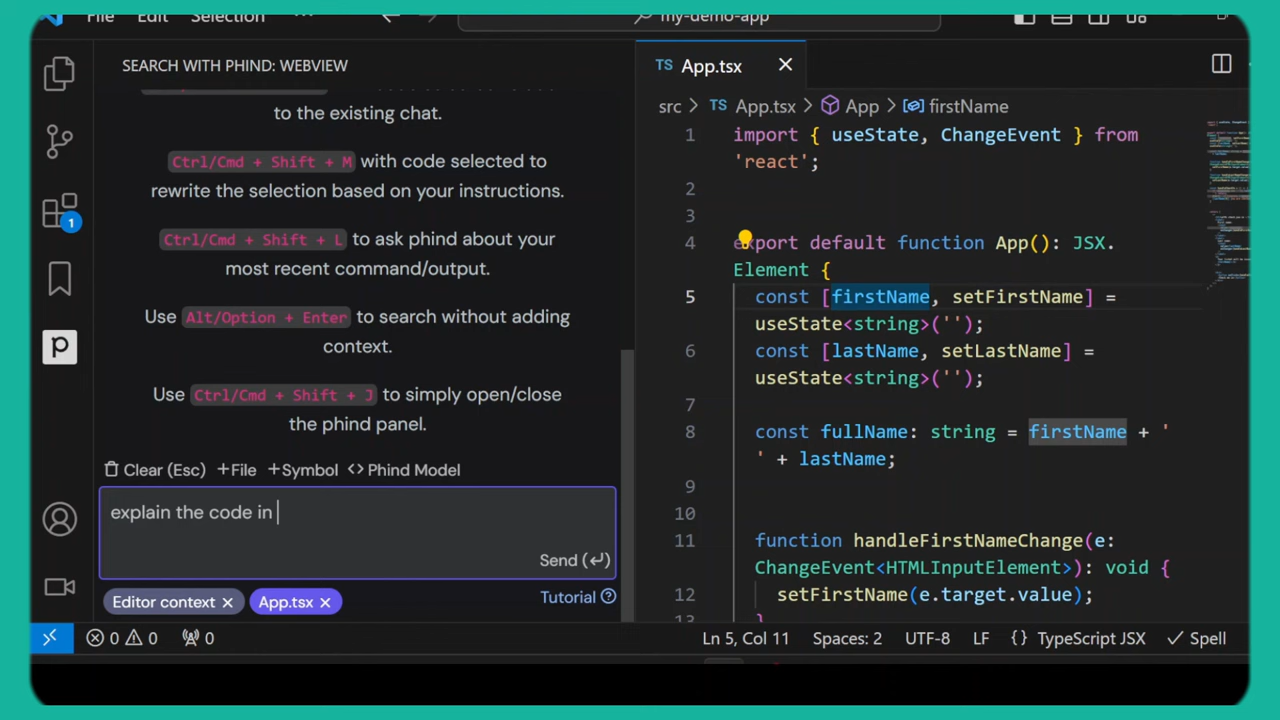 File Edit Selection
my-demo-app
SEARCH WITH PHIND: WEBVIEW
to the existing chat.
Ctrl/Cmd + Shift + M with code selected to
rewrite the selection based on your instructions.
Ctrl/Cmd + Shift + L to ask phind about your
most recent command/output.
Use Alt/Option + Enter to search without adding
context.
Use Ctrl/Cmd + Shift + J to simply open/close
the phind panel.
Clear (Esc) +File +Symbol <> Phind Model
explain the code in
Send (↵)
Editor context × App.tsx ×
Tutorial ?
1
p
TS App.tsx ×
src > TS App.tsx > App > firstName
1 import { useState, ChangeEvent } from
'react';
2
3
4 export default function App(): JSX.
Element {
5 const [firstName, setFirstName] =
useState<string>('');
6 const [lastName, setLastName] =
useState<string>('');
7
8 const fullName: string = firstName + '
' + lastName;
9
10
11 function handleFirstNameChange(e:
ChangeEvent<HTMLInputElement>): void {
12 setFirstName(e.target.value);
13 }
0 0 0 Ln 5, Col 11 Spaces: 2 UTF-8 LF {} TypeScript JSX ✓ Spell